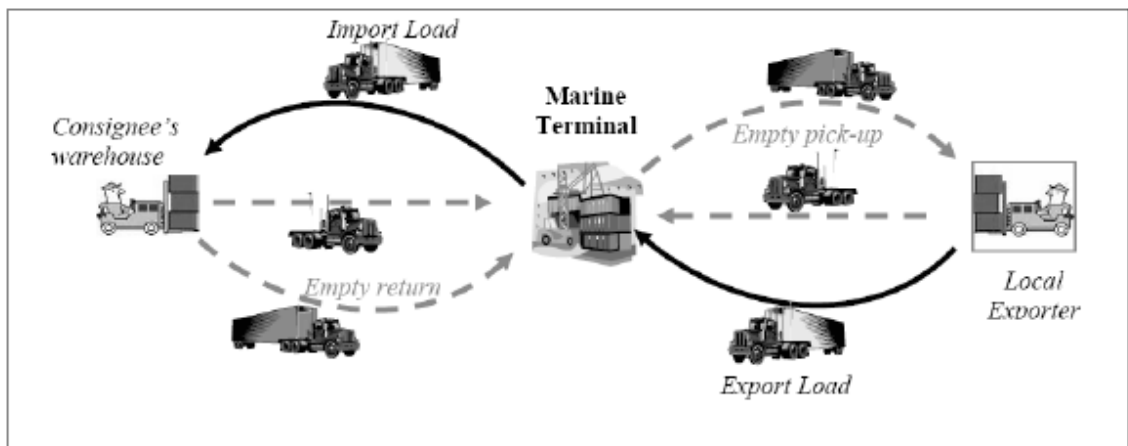 Import Load
Marine
Terminal
Consignee's
warehouse
Empty pick-up
Empty return
Local
Exporter
Export Load